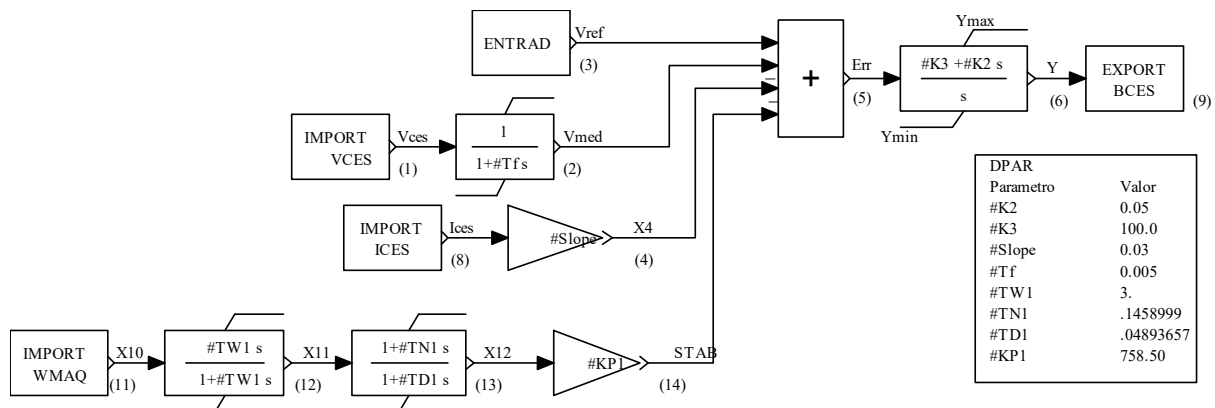 ENTRAD
Vref
(3)
+
Err
(5)
Ymax
#K3 +#K2 s
s
Ymin
Y
(6)
EXPORT
BCES
(9)
IMPORT
VCES
Vces
(1)
1
1+#Tf s
Vmed
(2)
IMPORT
ICES
Ices
(8)
#Slope
X4
(4)
IMPORT
WMAQ
X10
(11)
#TW1 s
1+#TW1 s
X11
(12)
1+#TN1 s
1+#TD1 s
X12
(13)
#KP1
STAB
(14)
DPAR
Parametro Valor
#K2 0.05
#K3 100.0
#Slope 0.03
#Tf 0.005
#TW1 3.
#TN1 .1458999
#TD1 .04893657
#KP1 758.50